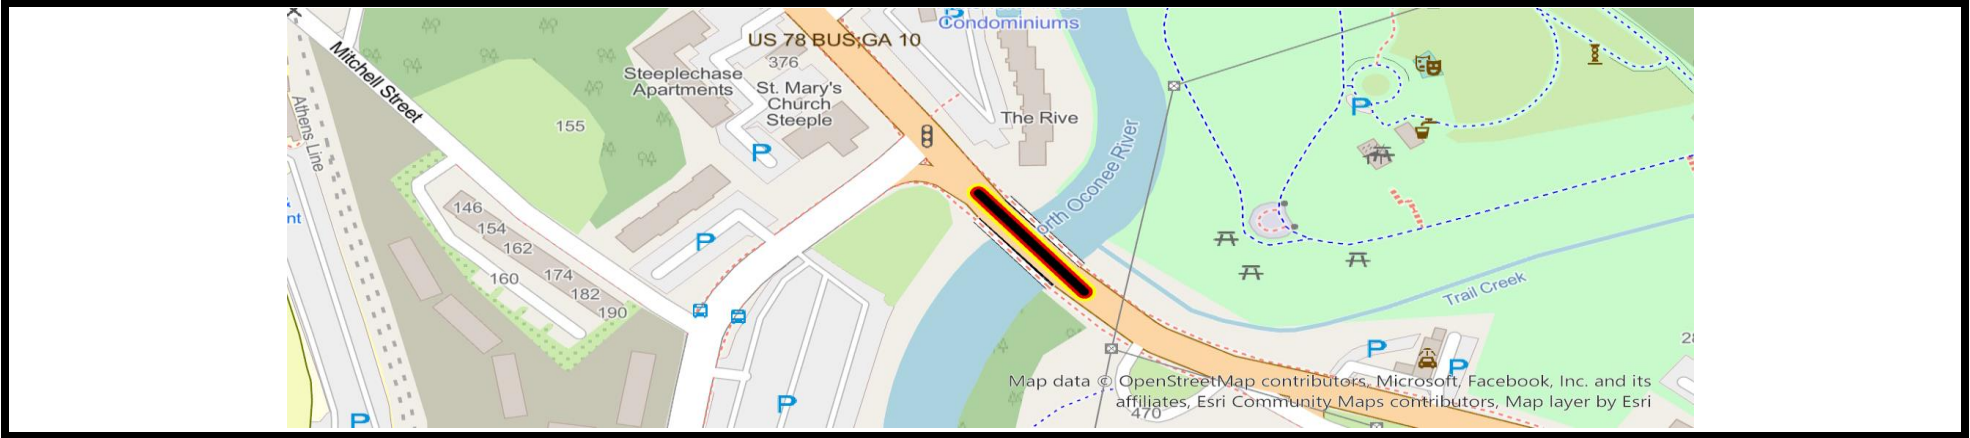 Condominiums
US 78 BUS;GA 10
376
Mitchell Street
Steeplechase
Apartments
St. Mary's
Church
Steeple
The Rive
155
Athens Line
P
P
North Oconee River
146
154
162
160
174
182
190
nt
P
Trail Creek
P
P
P
P
470
Map data © OpenStreetMap contributors, Microsoft, Facebook, Inc. and its
affiliates, Esri Community Maps contributors, Map layer by Esri